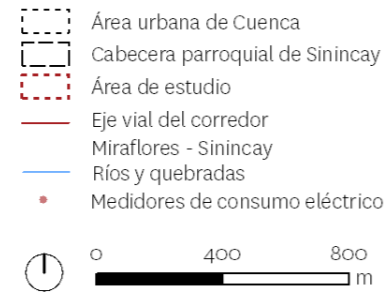 Área urbana de Cuenca
Cabecera parroquial de Sinincay
Área de estudio
Eje vial del corredor
Miraflores - Sinincay
Ríos y quebradas
Medidores de consumo eléctrico
0 400 800
m